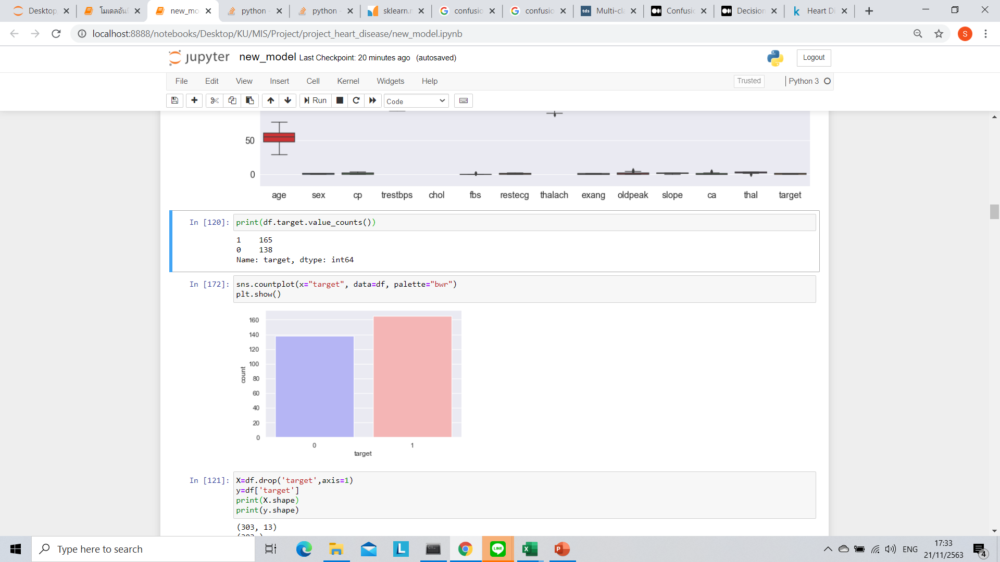 Desktop
โมเดลอันi
new_mo
python -
python -
sklearn.r
confusio
confusio
tds
Multi-cl
Confusio
Decision
k
Heart Di
localhost:8888/notebooks/Desktop/KU/MIS/Project/project_heart_disease/new_model.ipynb
S
jupyter new_model Last Checkpoint: 20 minutes ago (autosaved)
Logout
File Edit View Insert Cell Kernel Widgets Help
Trusted
Python 3
Run
Code
50
0
age sex cp trestbps chol fbs restecg thalach exang oldpeak slope ca thal target
In [120]: print(df.target.value_counts())
1 165
0 138
Name: target, dtype: int64
In [172]: sns.countplot(x="target", data=df, palette="bwr")
plt.show()
160
140
120
100
80
60
40
20
0
count
0 1
target
In [121]: X=df.drop('target',axis=1)
y=df['target']
print(X.shape)
print(y.shape)
(303, 13)
Type here to search
L
LINE
X
P
ENG
17:33
21/11/2563
4